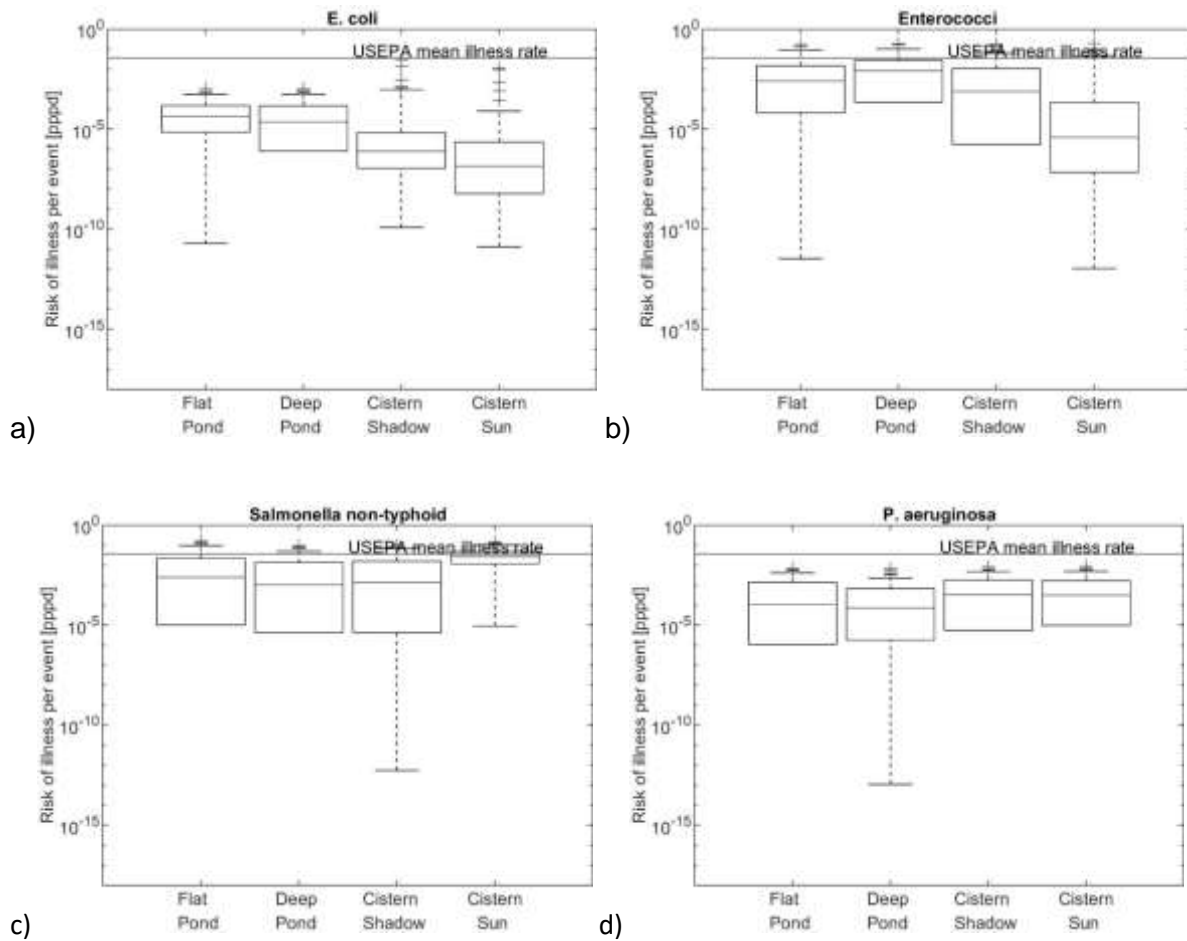 E. coli
10^0
USEPA mean illness rate
10^-5
10^-10
10^-15
Risk of illness per event [pppd]
Flat Deep Cistern Cistern
Pond Pond Shadow Sun
a)
Enterococci
10^0
USEPA mean illness rate
10^-5
10^-10
10^-15
Risk of illness per event [pppd]
Flat Deep Cistern Cistern
Pond Pond Shadow Sun
b)
Salmonella non-typhoid
10^0
USEPA mean illness rate
10^-5
10^-10
10^-15
Risk of illness per event [pppd]
Flat Deep Cistern Cistern
Pond Pond Shadow Sun
c)
P. aeruginosa
10^0
USEPA mean illness rate
10^-5
10^-10
10^-15
Risk of illness per event [pppd]
Flat Deep Cistern Cistern
Pond Pond Shadow Sun
d)